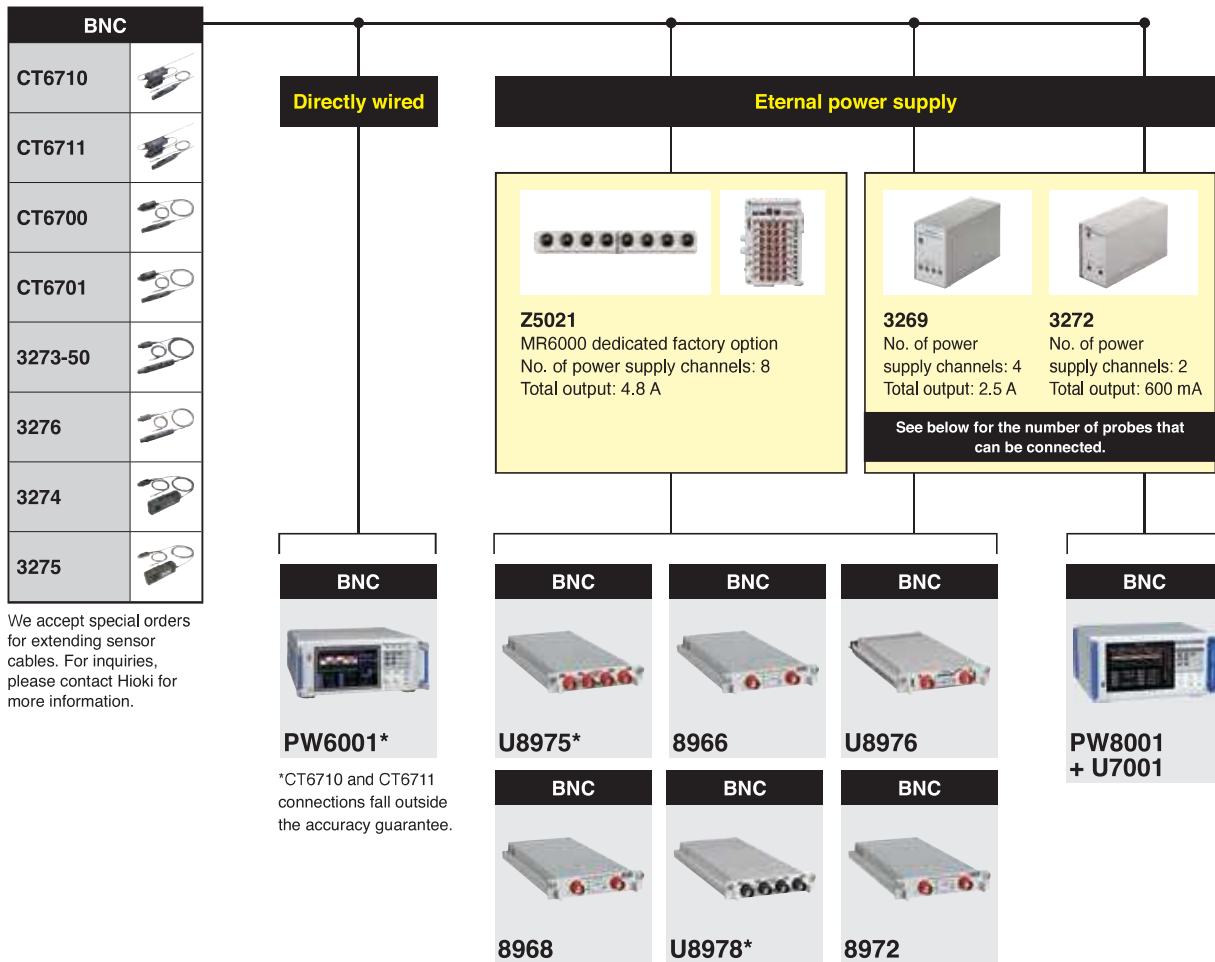 BNC
CT6710
CT6711
CT6700
CT6701
3273-50
3276
3274
3275
We accept special orders
for extending sensor
cables. For inquiries,
please contact Hioki for
more information.
Directly wired
Eternal power supply
Z5021
MR6000 dedicated factory option
No. of power supply channels: 8
Total output: 4.8 A
3269
No. of power
supply channels: 4
Total output: 2.5 A
3272
No. of power
supply channels: 2
Total output: 600 mA
See below for the number of probes that
can be connected.
BNC
PW6001*
*CT6710 and CT6711
connections fall outside
the accuracy guarantee.
BNC
U8975*
BNC
8966
BNC
U8976
BNC
PW8001
+ U7001
BNC
8968
BNC
U8978*
BNC
8972